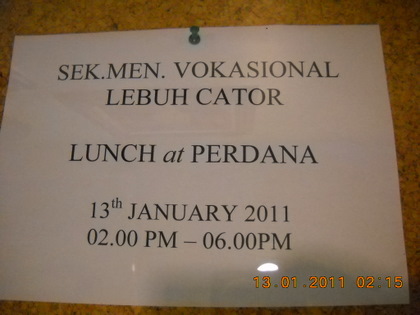 SEK.MEN. VOKASIONAL
LEBUH CATOR
LUNCH at PERDANA
13th JANUARY 2011
02.00 PM – 06.00PM
13.01.2011 02:15